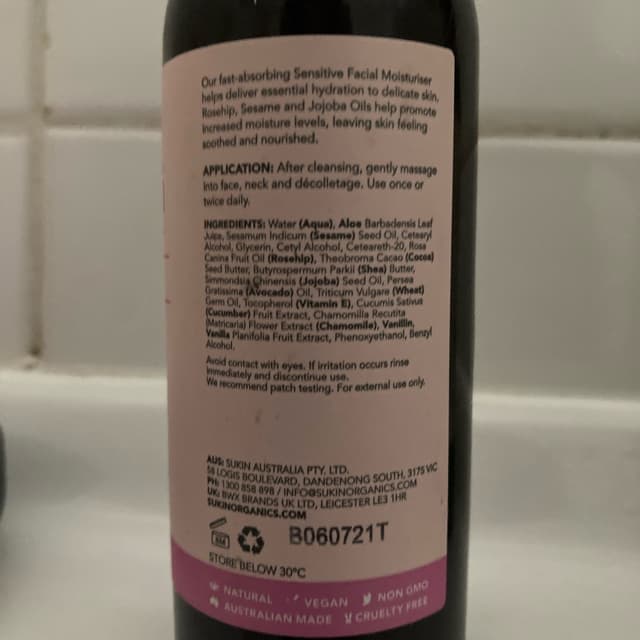 Our fast-absorbing Sensitive Facial Moisturiser
helps deliver essential hydration to delicate skin.
Rosehip, Sesame and Jojoba Oils help promote
increased moisture levels, leaving skin feeling
soothed and nourished.
APPLICATION: After cleansing, gently massage
into face, neck and décolletage. Use once or
twice daily.
INGREDIENTS: Water (Aqua), Aloe Barbadensis Leaf
Juice, Sesamum Indicum (Sesame) Seed Oil, Cetearyl
Alcohol, Glycerin, Cetyl Alcohol, Ceteareth-20, Rosa
Canina Fruit Oil (Rosehip), Theobroma Cacao (Cocoa)
Seed Butter, Butyrospermum Parkii (Shea) Butter,
Simmondsia Chinensis (Jojoba) Seed Oil, Persea
Gratissima (Avocado) Oil, Triticum Vulgare (Wheat)
Germ Oil, Tocopherol (Vitamin E), Cucumis Sativus
(Cucumber) Fruit Extract, Chamomilla Recutita
(Matricaria) Flower Extract (Chamomile), Vanillin,
Vanilla Planifolia Fruit Extract, Phenoxyethanol, Benzyl
Alcohol.
Avoid contact with eyes. If irritation occurs rinse
immediately and discontinue use.
We recommend patch testing. For external use only.
AUS: SUKIN AUSTRALIA PTY. LTD.
58 LOGIS BOULEVARD, DANDENONG SOUTH, 3175 VIC
PH: 1300 858 898 / INFO@SUKINORGANICS.COM
UK: BWX BRANDS UK LTD, LEICESTER LE3 1HR
SUKINORGANICS.COM
B060721T
STORE BELOW 30°C
NATURAL VEGAN NON GMO
AUSTRALIAN MADE CRUELTY FREE